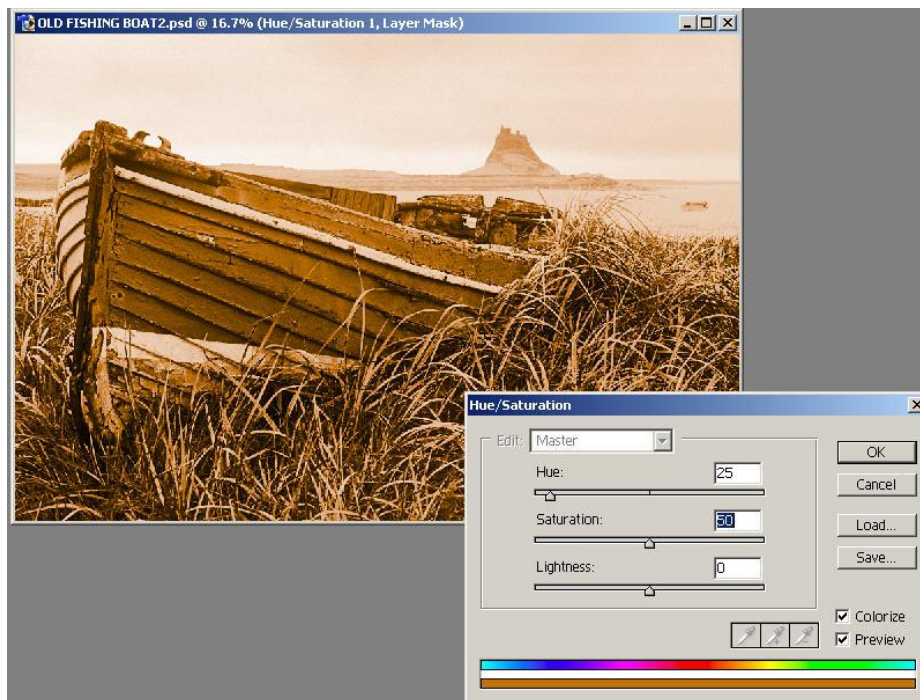 OLD FISHING BOAT2.psd @ 16.7% (Hue/Saturation 1, Layer Mask)
Hue/Saturation
Edit: Master
OK
Hue: 25
Cancel
Saturation: 50
Load...
Save...
Lightness: 0
Colorize
Preview